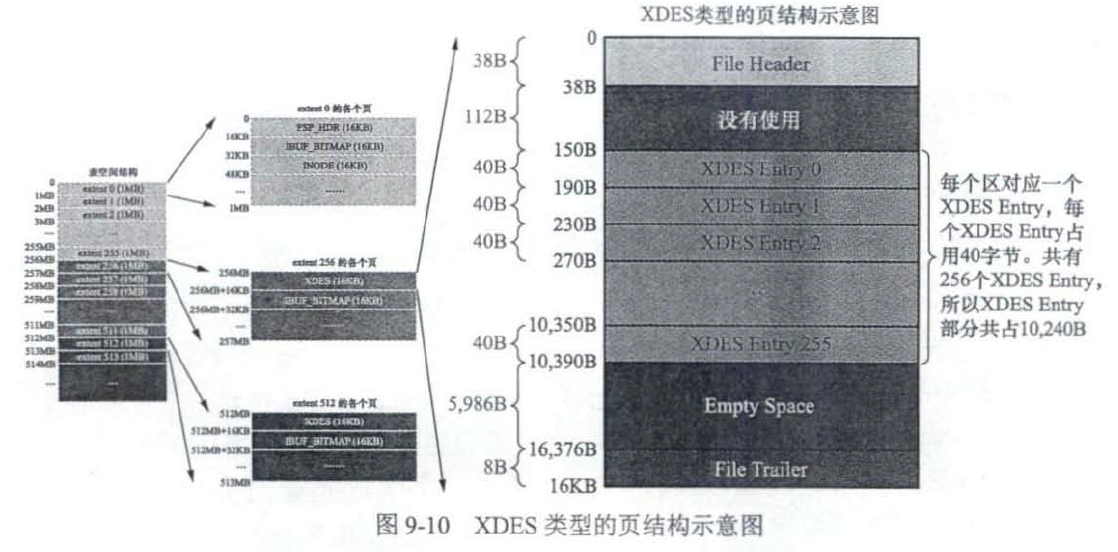 XDES类型的页结构示意图
表空间结构
0
extent 0 (1MB)
1MB
extent 1 (1MB)
2MB
extent 2 (1MB)
3MB
...
...
255MB
extent 255 (1MB)
256MB
extent 256 (1MB)
257MB
extent 257 (1MB)
258MB
extent 258 (1MB)
259MB
...
...
511MB
extent 511 (1MB)
512MB
extent 512 (1MB)
513MB
extent 513 (1MB)
514MB
...
...
extent 0 的各个页
0
FSP_HDR (16KB)
16KB
IBUF_BITMAP (16KB)
32KB
INODE (16KB)
48KB
...
......
1MB
extent 256 的各个页
256MB
XDES (16KB)
256MB+16KB
IBUF_BITMAP (16KB)
256MB+32KB
...
......
257MB
extent 512 的各个页
512MB
XDES (16KB)
512MB+16KB
IBUF_BITMAP (16KB)
512MB+32KB
...
......
513MB
0
38B
File Header
38B
112B
没有使用
150B
40B
XDES Entry 0
190B
40B
XDES Entry 1
230B
40B
XDES Entry 2
270B
10,350B
40B
XDES Entry 255
10,390B
5,986B
Empty Space
16,376B
8B
File Trailer
16KB
每个区对应一个
XDES Entry，每
个XDES Entry占
用40字节。共有
256个XDES Entry，
所以XDES Entry
部分共占10,240B
图 9-10 XDES 类型的页结构示意图